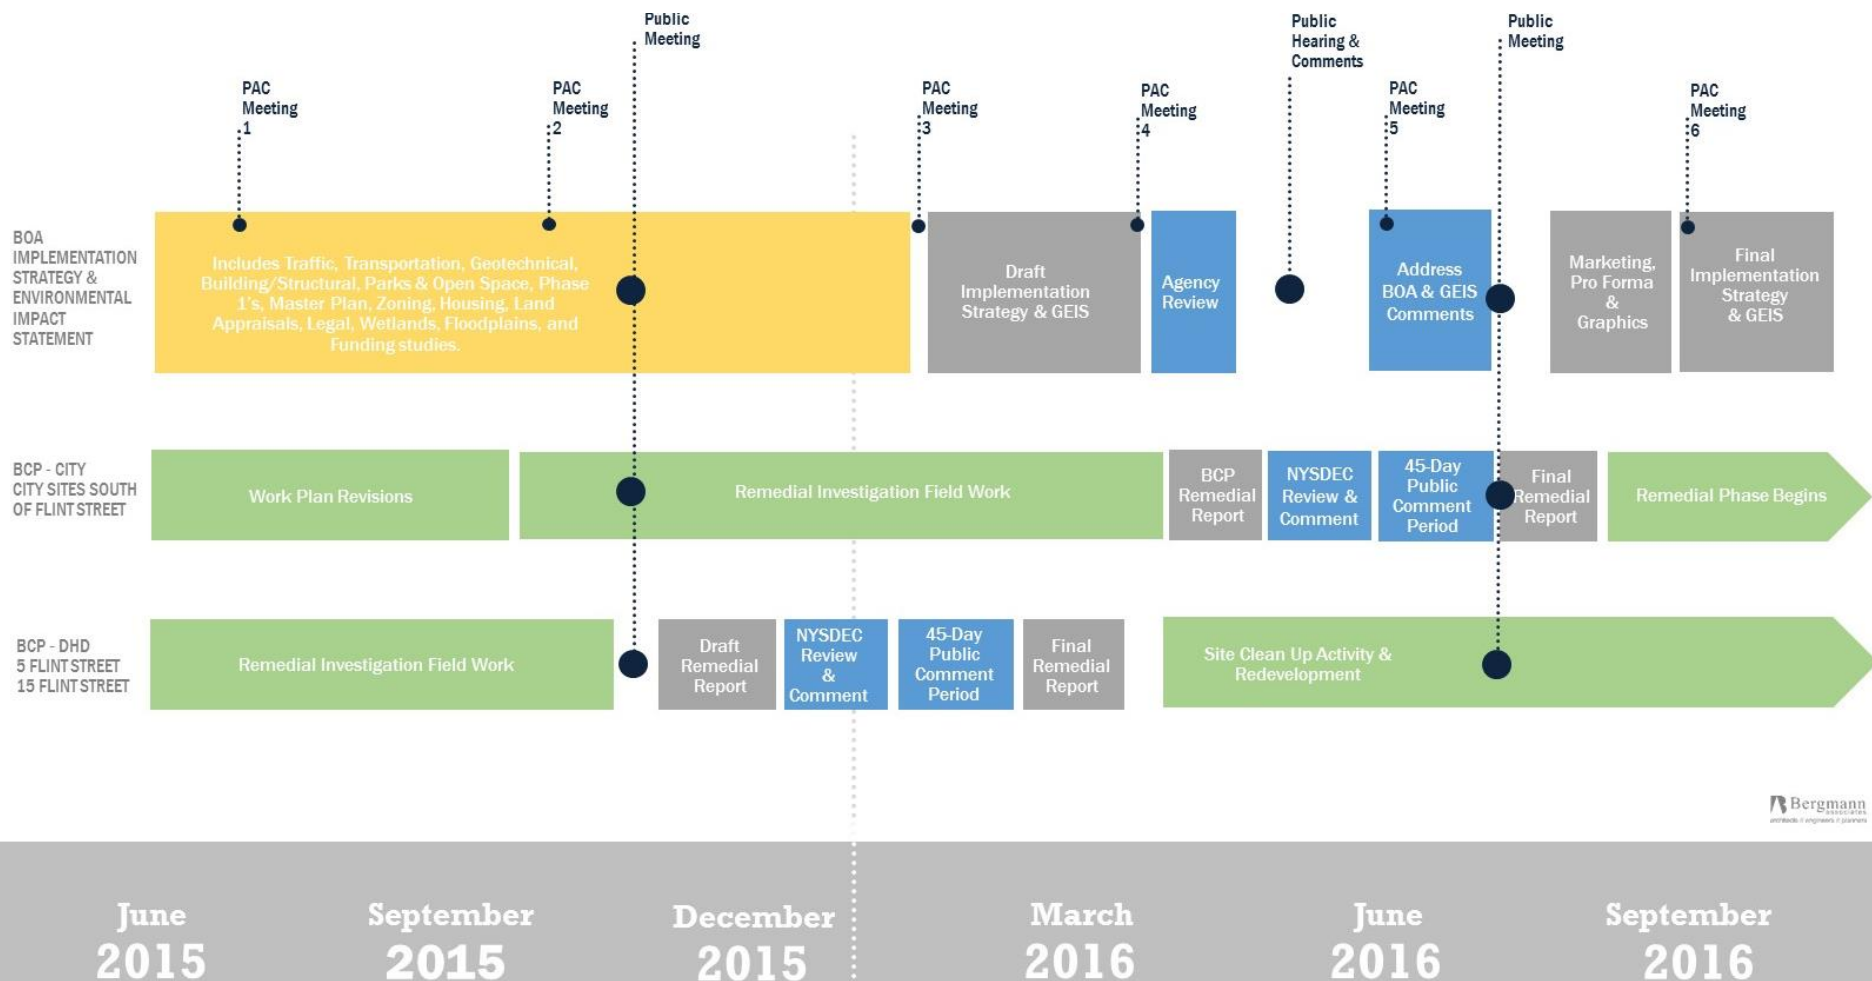 Public
Meeting
Public
Hearing &
Comments
Public
Meeting
PAC
Meeting
1
PAC
Meeting
2
PAC
Meeting
3
PAC
Meeting
4
PAC
Meeting
5
PAC
Meeting
6
BOA
IMPLEMENTATION
STRATEGY &
ENVIRONMENTAL
IMPACT
STATEMENT
Includes Traffic, Transportation, Geotechnical,
Building/Structural, Parks & Open Space, Phase
1's, Master Plan, Zoning, Housing, Land
Appraisals, Legal, Wetlands, Floodplains, and
Funding studies.
Draft
Implementation
Strategy & GEIS
Agency
Review
Address
BOA & GEIS
Comments
Marketing,
Pro Forma
&
Graphics
Final
Implementation
Strategy
& GEIS
BCP - CITY
CITY SITES SOUTH
OF FLINT STREET
Work Plan Revisions
Remedial Investigation Field Work
BCP
Remedial
Report
NYSDEC
Review &
Comment
45-Day
Public
Comment
Period
Final
Remedial
Report
Remedial Phase Begins
BCP - DHD
5 FLINT STREET
15 FLINT STREET
Remedial Investigation Field Work
Draft
Remedial
Report
NYSDEC
Review
&
Comment
45-Day
Public
Comment
Period
Final
Remedial
Report
Site Clean Up Activity &
Redevelopment
Bergmann
associates
architects // engineers // planners
June
2015
September
2015
December
2015
March
2016
June
2016
September
2016